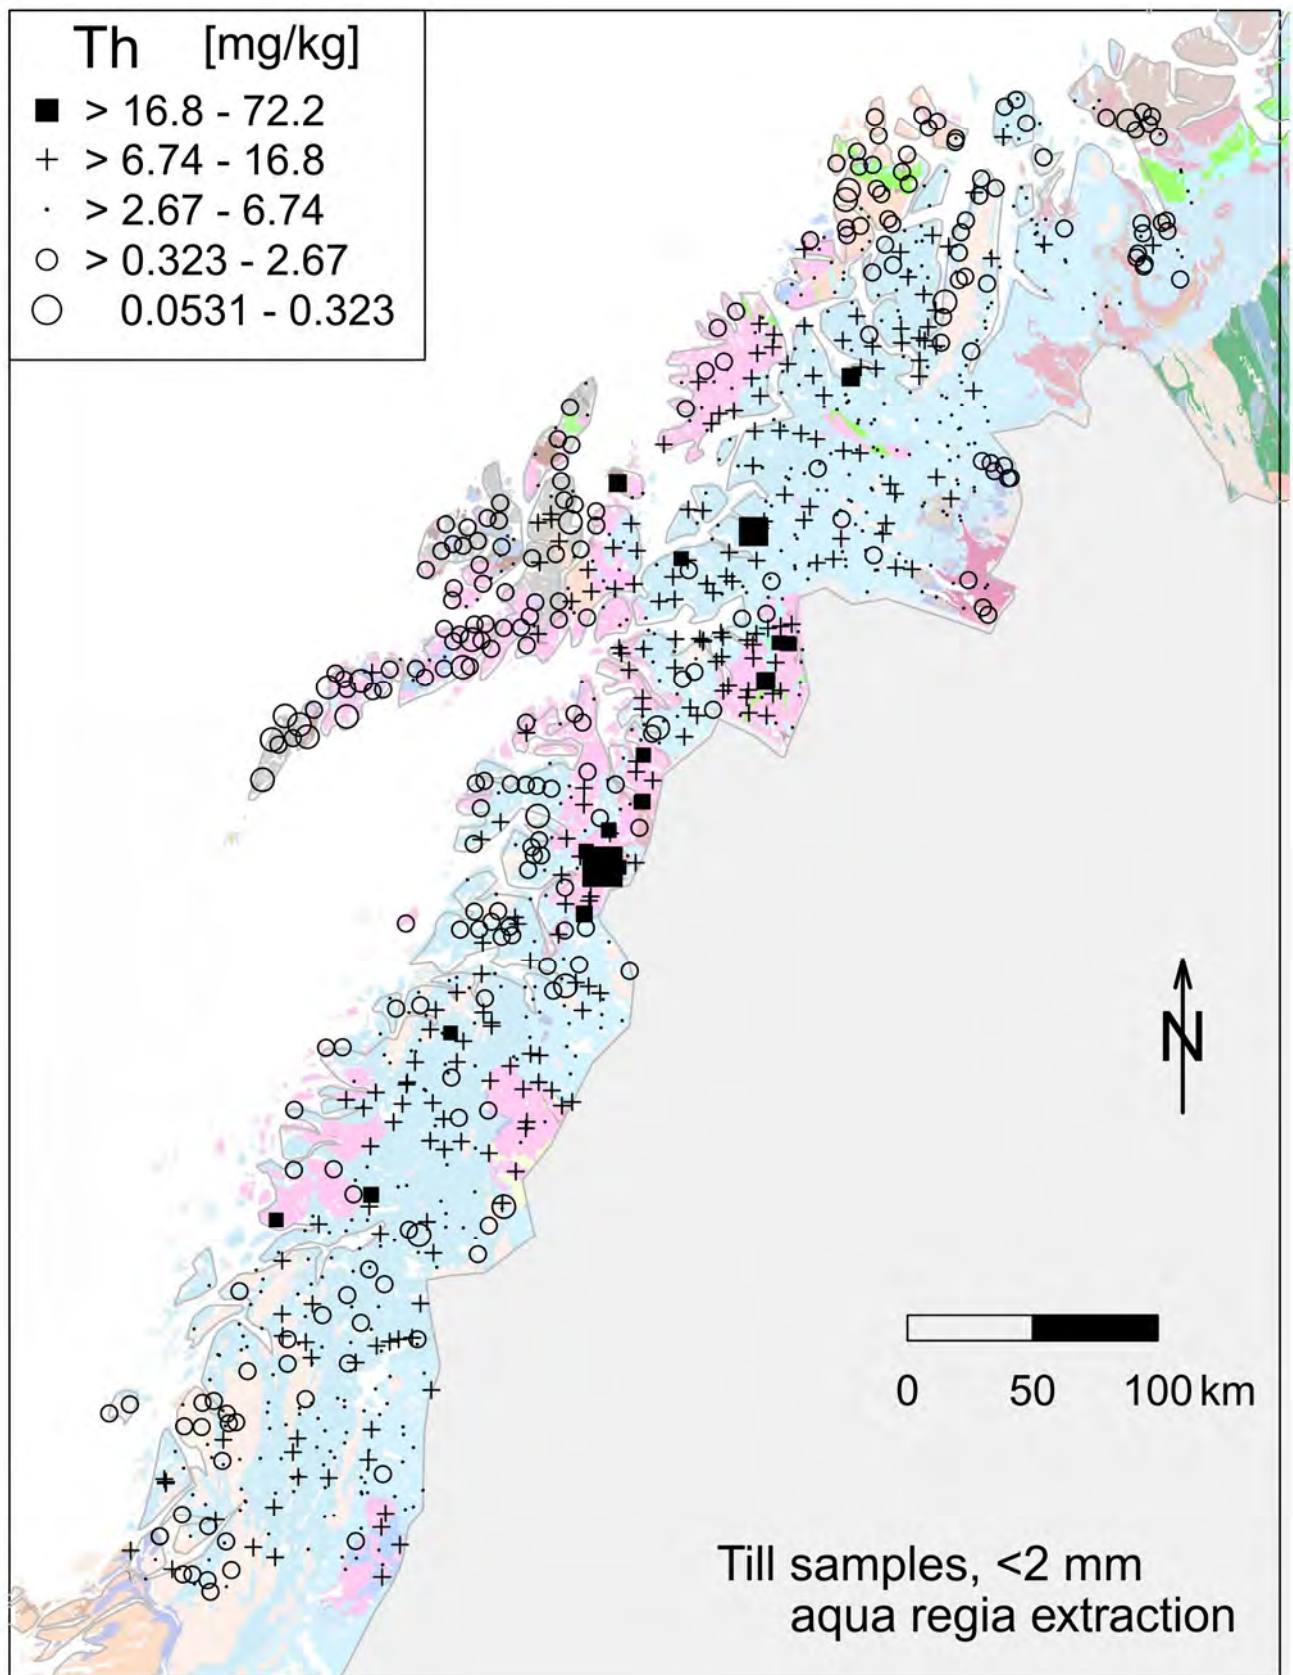 Th [mg/kg]
> 16.8 - 72.2
> 6.74 - 16.8
> 2.67 - 6.74
> 0.323 - 2.67
0.0531 - 0.323
N
0 50 100 km
Till samples, <2 mm
aqua regia extraction